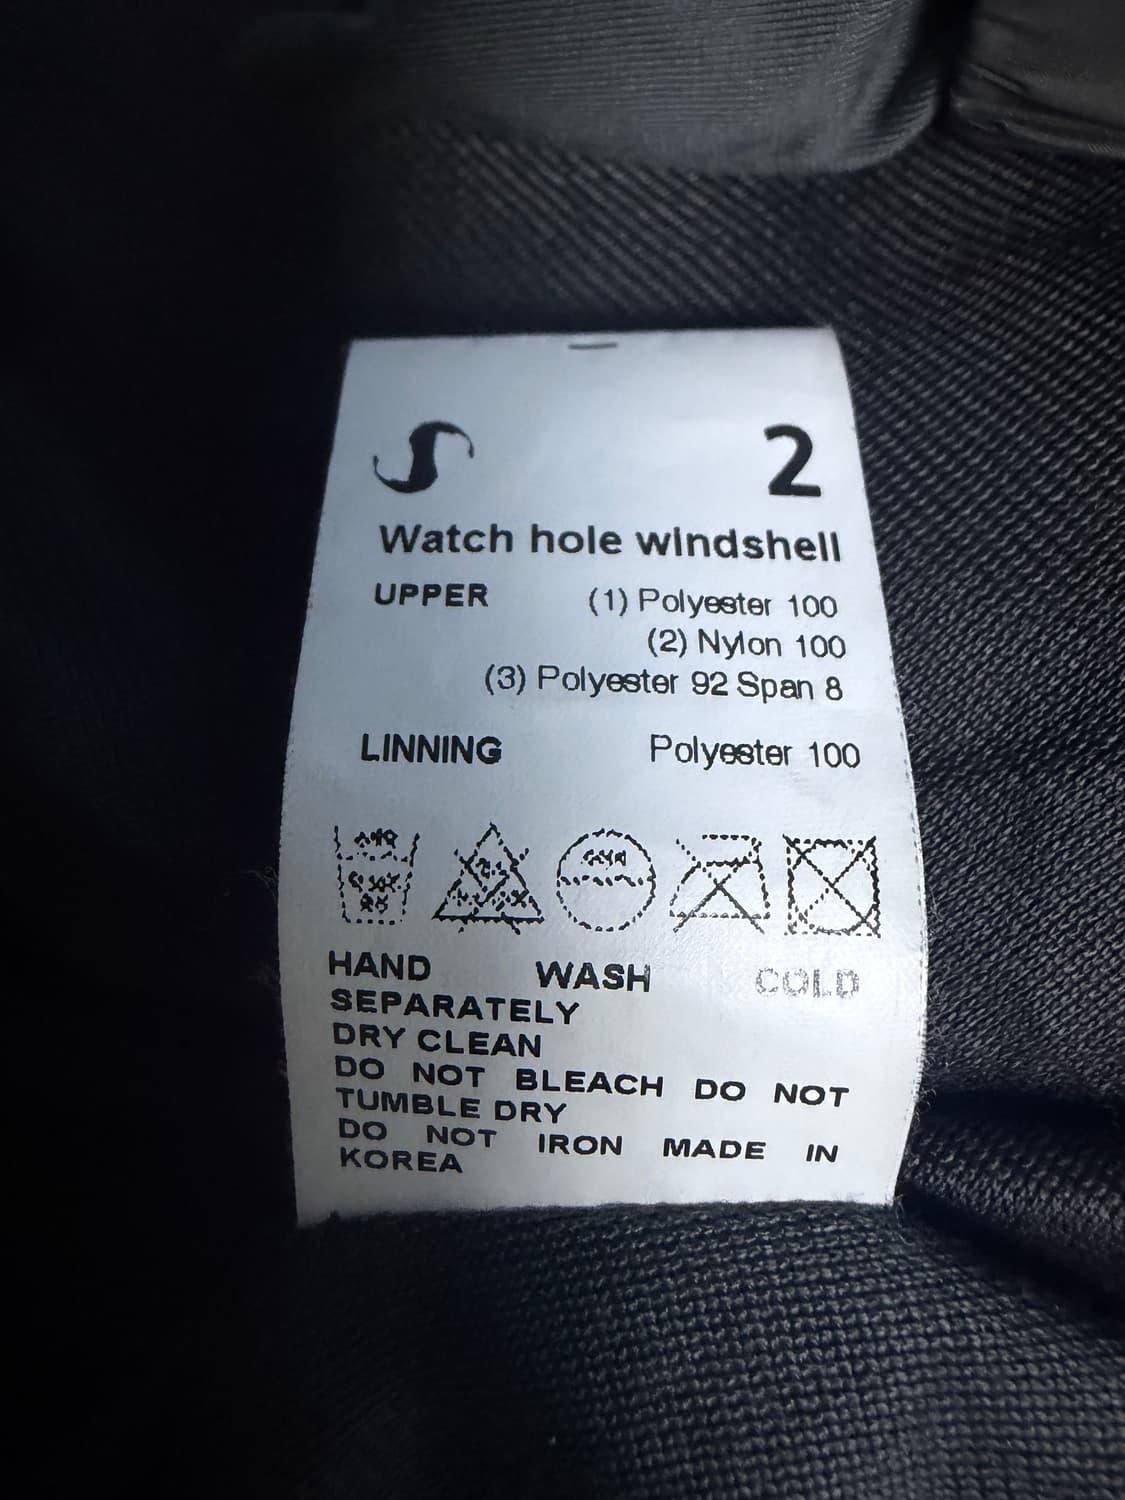 S 2
Watch hole windshell
UPPER (1) Polyester 100
(2) Nylon 100
(3) Polyester 92 Span 8
LINNING Polyester 100
HAND WASH COLD
SEPARATELY
DRY CLEAN
DO NOT BLEACH DO NOT
TUMBLE DRY
DO NOT IRON MADE IN
KOREA